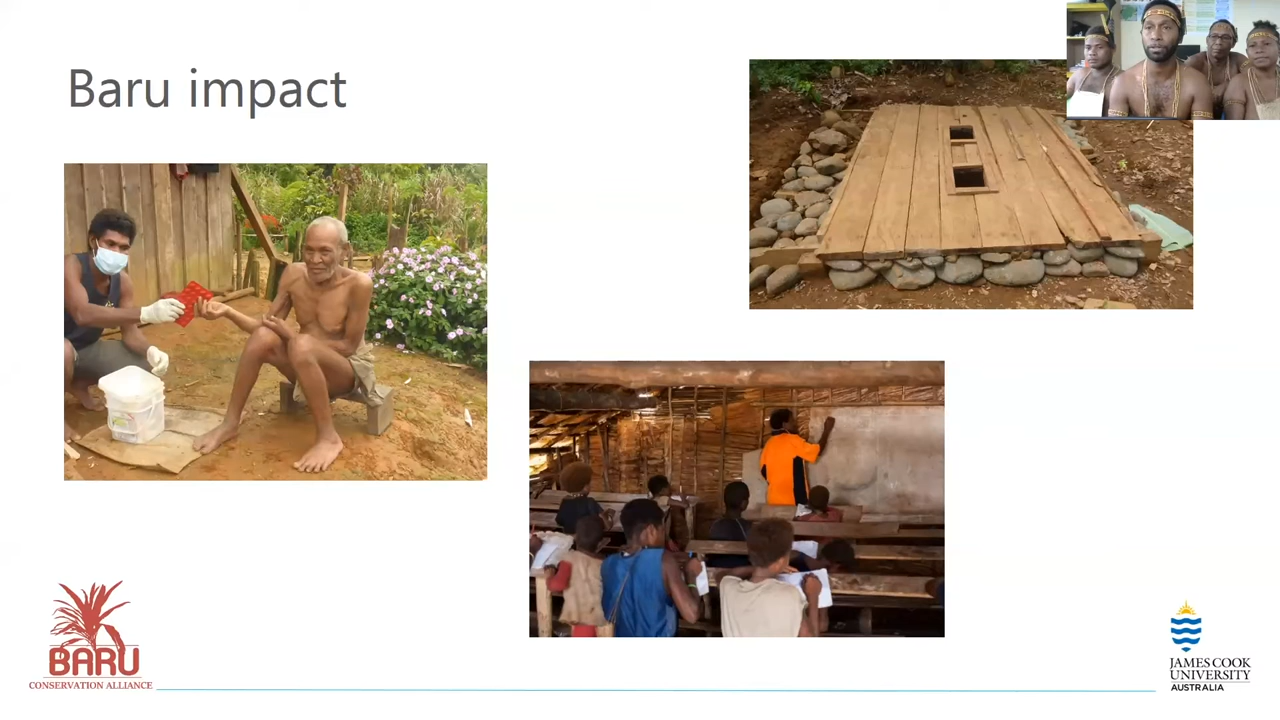 Baru impact
BARU
CONSERVATION ALLIANCE
JAMES COOK
UNIVERSITY
AUSTRALIA